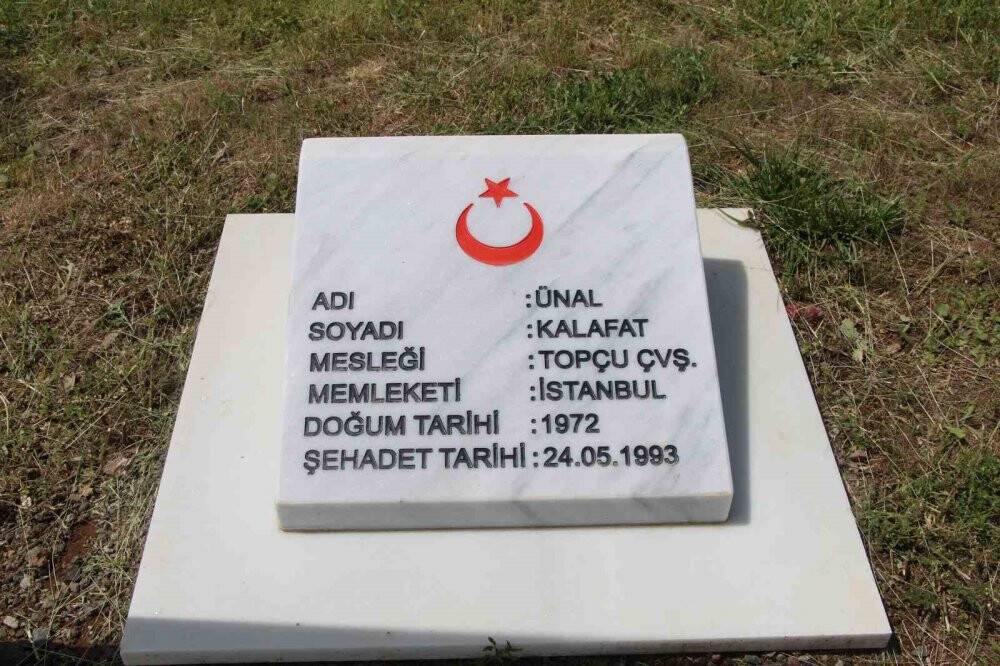 ADI :ÜNAL
SOYADI :KALAFAT
MESLEĞİ :TOPÇU ÇVŞ.
MEMLEKETİ :İSTANBUL
DOĞUM TARİHİ :1972
ŞEHADET TARİHİ :24.05.1993